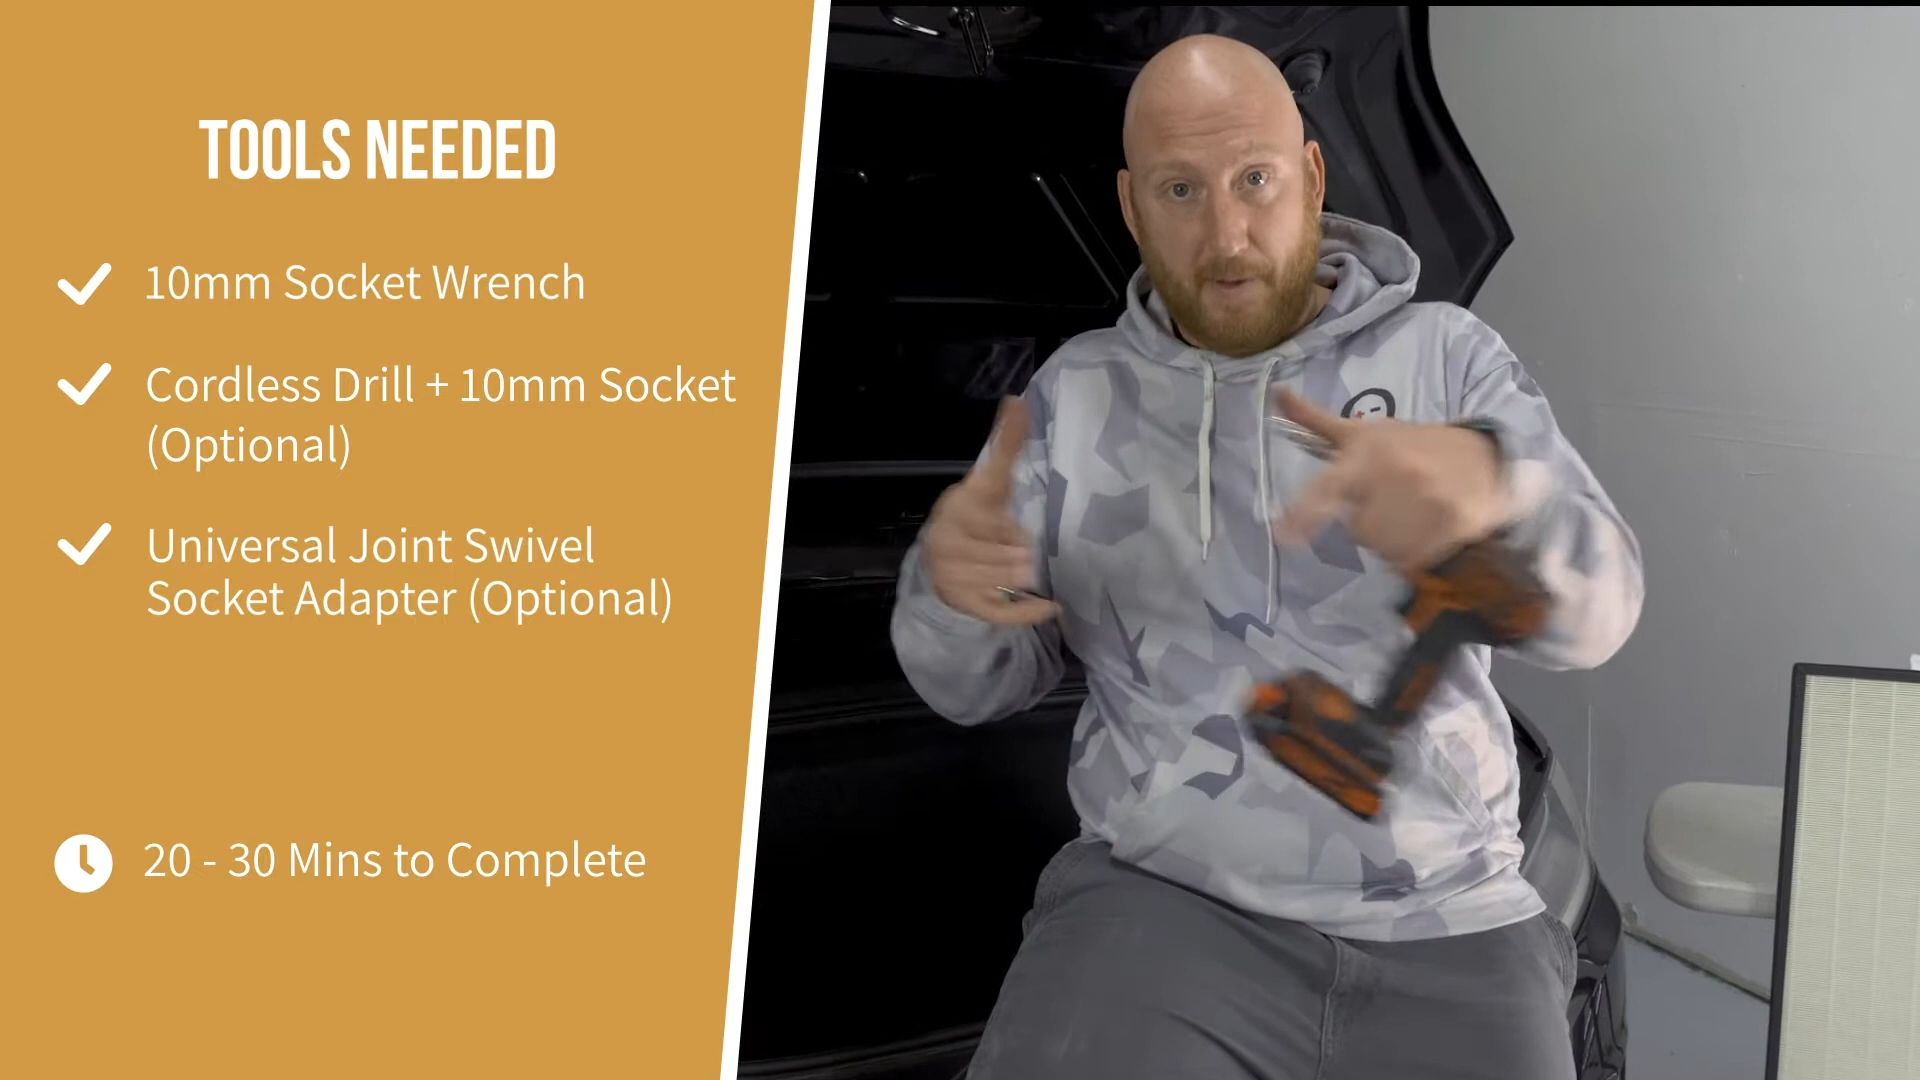 TOOLS NEEDED
10mm Socket Wrench
Cordless Drill + 10mm Socket
(Optional)
Universal Joint Swivel
Socket Adapter (Optional)
20 - 30 Mins to Complete